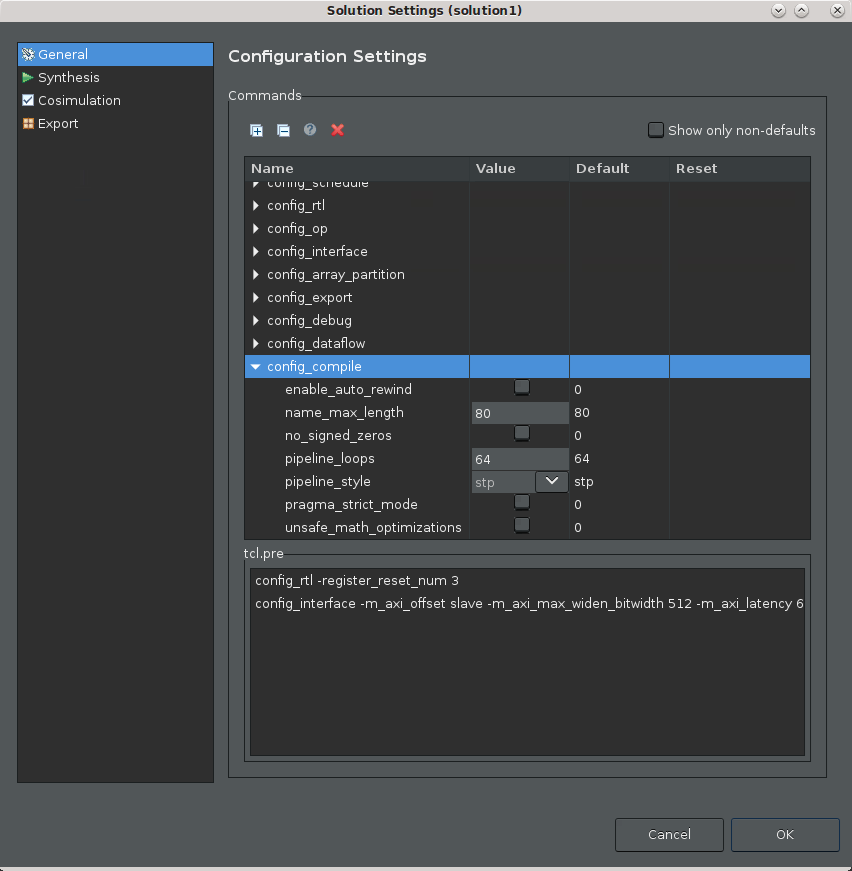 Solution Settings (solution1)
General
Synthesis
Cosimulation
Export
Configuration Settings
Commands
Show only non-defaults
Name Value Default Reset
config_schedule
config_rtl
config_op
config_interface
config_array_partition
config_export
config_debug
config_dataflow
config_compile
enable_auto_rewind 0
name_max_length 80 80
no_signed_zeros 0
pipeline_loops 64 64
pipeline_style stp stp
pragma_strict_mode 0
unsafe_math_optimizations 0
tcl.pre
config_rtl -register_reset_num 3
config_interface -m_axi_offset slave -m_axi_max_widen_bitwidth 512 -m_axi_latency 6
Cancel OK